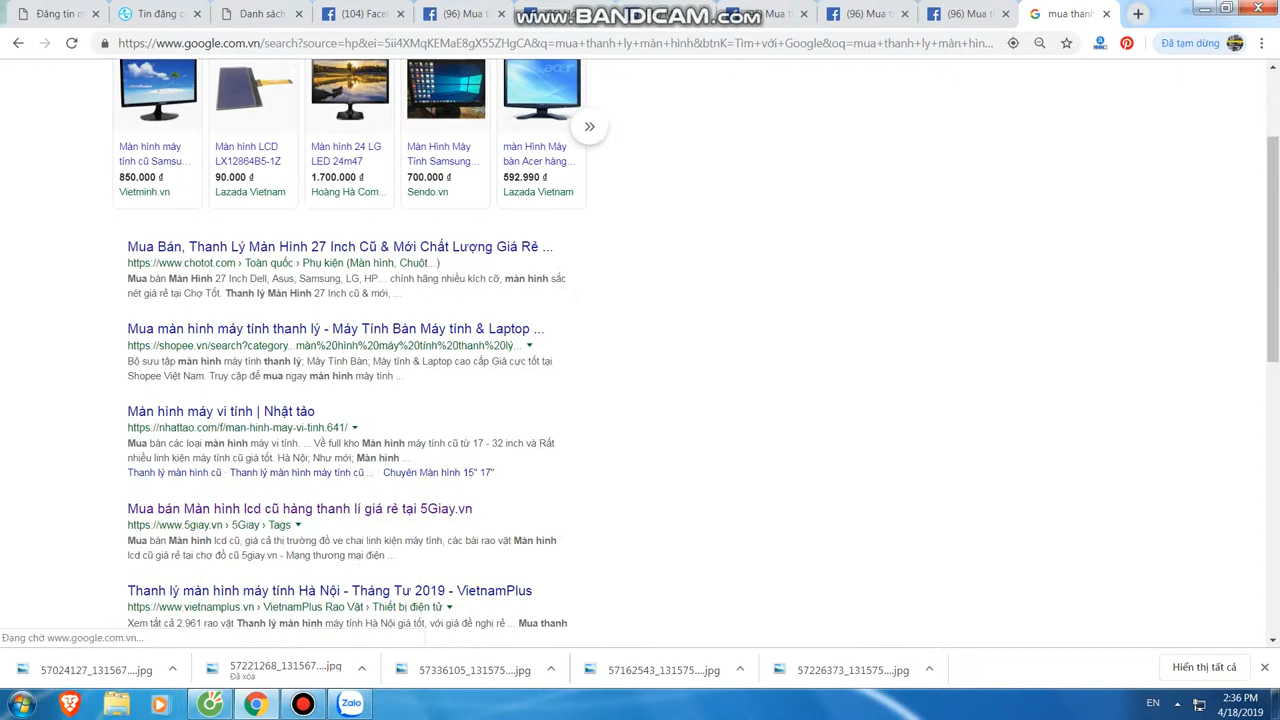 Đăng tin m
Tin đăng có
Danh sách
(104) Face
(96) Mua t
(96) Mua t
(96) Mua t
(96) Mua
mua thanh
www.BANDICAM.com
https://www.google.com.vn/search?source=hp&ei=5ii4XMqKEMaE8gX55ZHgCA&q=mua+thanh+ly+màn+hình&btnK=Tìm+với+Google&oq=mua+thanh+ly+màn+hìn...
Đã tạm dừng
Màn hình máy tính cũ Samsu...
850.000 ₫
Vietminh.vn
Màn hình LCD LX12864B5-1Z
90.000 ₫
Lazada Vietnam
Màn hình 24 LG LED 24m47
1.700.000 ₫
Hoàng Hà Com...
Màn Hình Máy Tính Samsung...
700.000 ₫
Sendo.vn
màn Hình Máy bàn Acer hàng...
592.990 ₫
Lazada Vietnam
Mua Bán, Thanh Lý Màn Hình 27 Inch Cũ & Mới Chất Lượng Giá Rẻ ...
https://www.chotot.com › Toàn quốc › Phụ kiện (Màn hình, Chuột...)
Mua bán Màn Hình 27 Inch Dell, Asus, Samsung, LG, HP... chính hãng nhiều kích cỡ, màn hình sắc
nét giá rẻ tại Chợ Tốt. Thanh lý Màn Hình 27 Inch cũ & mới, ...
Mua màn hình máy tính thanh lý - Máy Tính Bàn Máy tính & Laptop ...
https://shopee.vn/search?category...màn%20hình%20máy%20tính%20thanh%20lý...
Bộ sưu tập màn hình máy tính thanh lý; Máy Tính Bàn; Máy tính & Laptop cao cấp Giá cực tốt tại
Shopee Việt Nam. Truy cập để mua ngay màn hình máy tính ...
Màn hình máy vi tính | Nhật tảo
https://nhattao.com/f/man-hinh-may-vi-tinh.641/
Mua bán các loại màn hình máy vi tính. ... Về full kho Màn hình máy tính cũ từ 17 - 32 inch và Rất
nhiều linh kiện máy tính cũ giá tốt. Hà Nội; Như mới; Màn hình ...
Thanh lý màn hình cũ · Thanh lý màn hình máy tính cũ ... Chuyên Màn hình 15" 17"
Mua bán Màn hình lcd cũ hàng thanh lí giá rẻ tại 5Giay.vn
https://www.5giay.vn › 5Giay › Tags
Mua bán Màn hình lcd cũ, giá cả thị trường đồ ve chai linh kiện máy tính, các bài rao vặt Màn hình
lcd cũ giá rẻ tại chợ đồ cũ 5giay.vn - Mạng thương mại điện ...
Thanh lý màn hình máy tính Hà Nội - Tháng Tư 2019 - VietnamPlus
https://www.vietnamplus.vn › VietnamPlus Rao Vặt › Thiết bị điện tử
Xem tất cả 2.961 rao vặt Thanh lý màn hình máy tính Hà Nội giá tốt, với giá đề nghị rẻ ... Mua thanh
Đang chờ www.google.com.vn...
57024127_131567....jpg
57221268_131567....jpg
Đã xóa
57336105_131575....jpg
57162543_131575....jpg
57226373_131575....jpg
Hiển thị tất cả
Zalo
EN
2:36 PM
4/18/2019